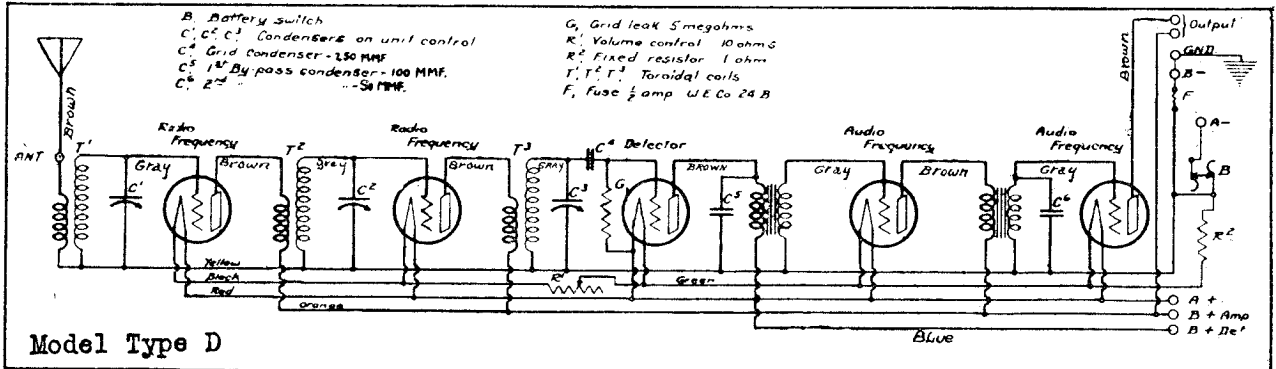 B, Battery switch
C¹, C², C³, Condensers on unit control
C⁴ Grid Condenser - 250 MMF
C⁵ 1st By-pass condenser - 100 MMF.
C⁶ 2nd " " - 50 MMF.
G, Grid leak 5 megohms
R¹, Volume control 10 ohms
R² Fixed resistor 1 ohm
T¹, T², T³, Toroidal coils
F, Fuse ½ amp W E Co 24 B
Brown
Output
GND
B-
F
A-
B
R²
Brown
ANT
T¹
Radio Frequency
Gray
Brown
C¹
T²
Radio Frequency
Gray
Brown
C²
T³
GRAY
C⁴
Detector
C³
G
BROWN
C⁵
Audio Frequency
Gray
Brown
Audio Frequency
Gray
C⁶
Yellow
Black
Red
R¹
Green
Orange
Blue
A +
B + Amp
B + Det
Model Type D